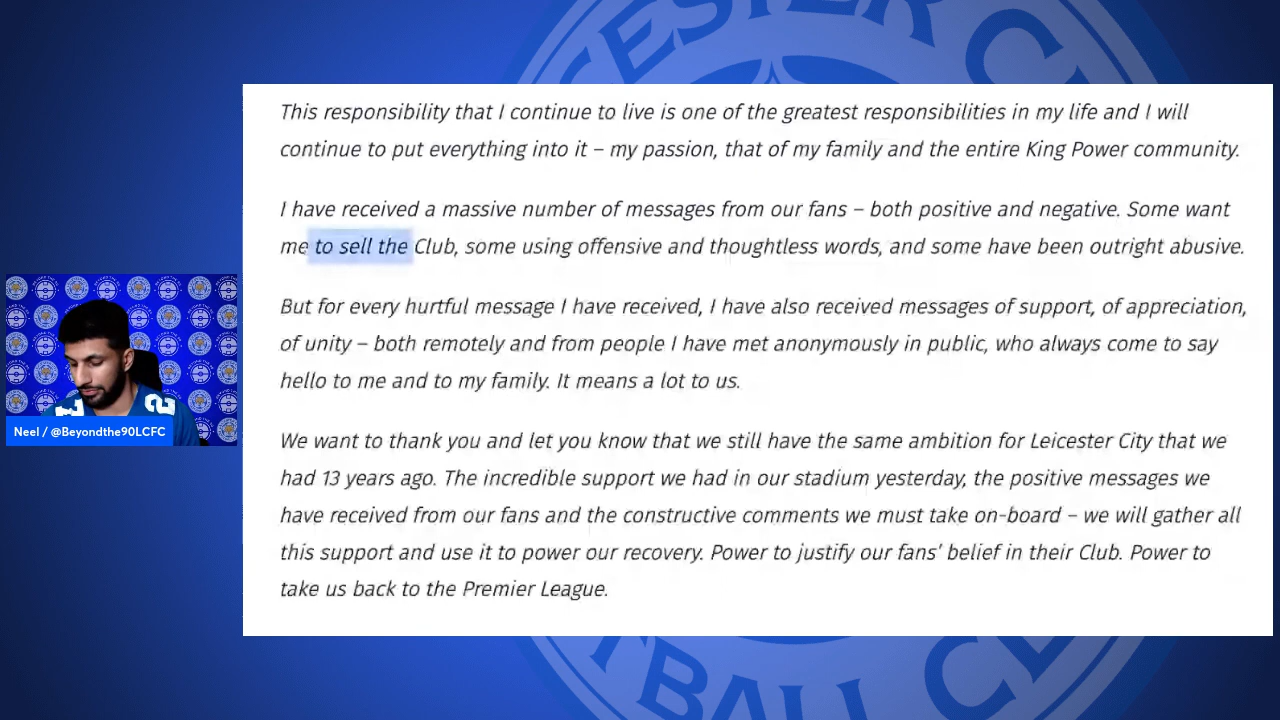 ESTER CI
This responsibility that I continue to live is one of the greatest responsibilities in my life and I will
continue to put everything into it – my passion, that of my family and the entire King Power community.
I have received a massive number of messages from our fans – both positive and negative. Some want
me to sell the Club, some using offensive and thoughtless words, and some have been outright abusive.
But for every hurtful message I have received, I have also received messages of support, of appreciation,
of unity – both remotely and from people I have met anonymously in public, who always come to say
hello to me and to my family. It means a lot to us.
Neel / @Beyondthe90LCFC
We want to thank you and let you know that we still have the same ambition for Leicester City that we
had 13 years ago. The incredible support we had in our stadium yesterday, the positive messages we
have received from our fans and the constructive comments we must take on-board – we will gather all
this support and use it to power our recovery. Power to justify our fans' belief in their Club. Power to
take us back to the Premier League.
TBALL C